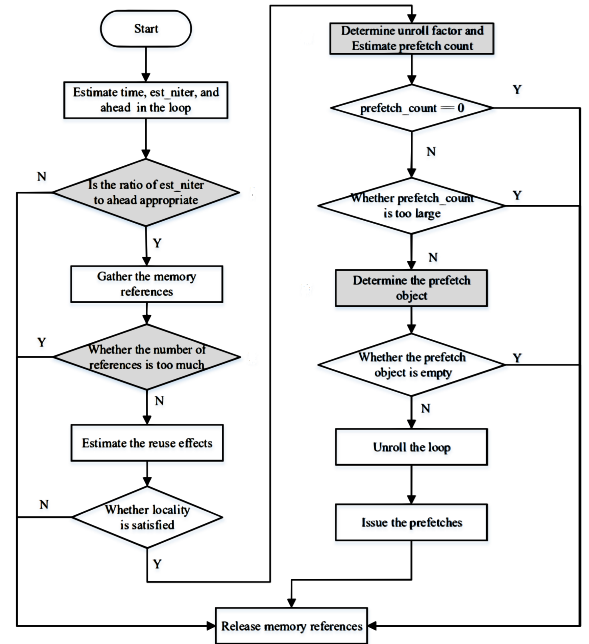 Start
Estimate time, est_niter, and
ahead in the loop
Is the ratio of est_niter
to ahead appropriate
N
Y
Gather the memory
references
Whether the number of
references is too much
Y
N
Estimate the reuse effects
Whether locality
is satisfied
N
Y
Determine unroll factor and
Estimate prefetch count
prefetch_count == 0
Y
N
Whether prefetch_count
is too large
Y
N
Determine the prefetch
object
Whether the prefetch
object is empty
Y
N
Unroll the loop
Issue the prefetches
Release memory references